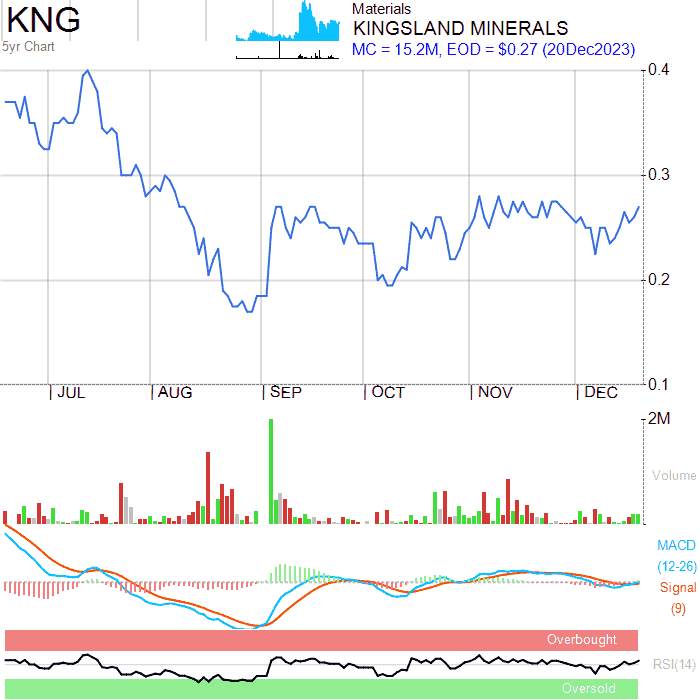 KNG
5yr Chart
Materials
KINGSLAND MINERALS
MC = 15.2M, EOD = $0.27 (20Dec2023)
0.4
0.3
0.2
0.1
JUL
AUG
SEP
OCT
NOV
DEC
2M
Volume
MACD
(12-26)
Signal
(9)
Overbought
RSI(14)
Oversold